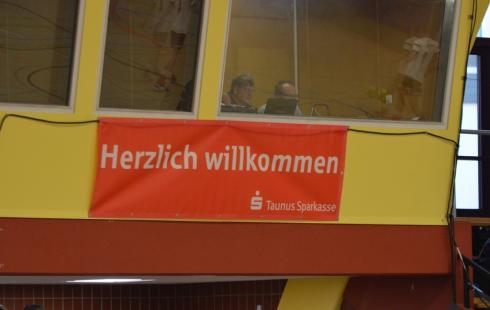 Herzlich willkommen
Taunus Sparkasse